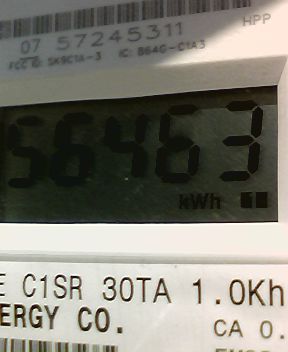 HPP
07 57245311
FCC ID: SK9C1A-3 IC: 864G-C1A3
56463
kWh
E C1SR 30TA 1.0Kh
ERGY CO.
CA 0.